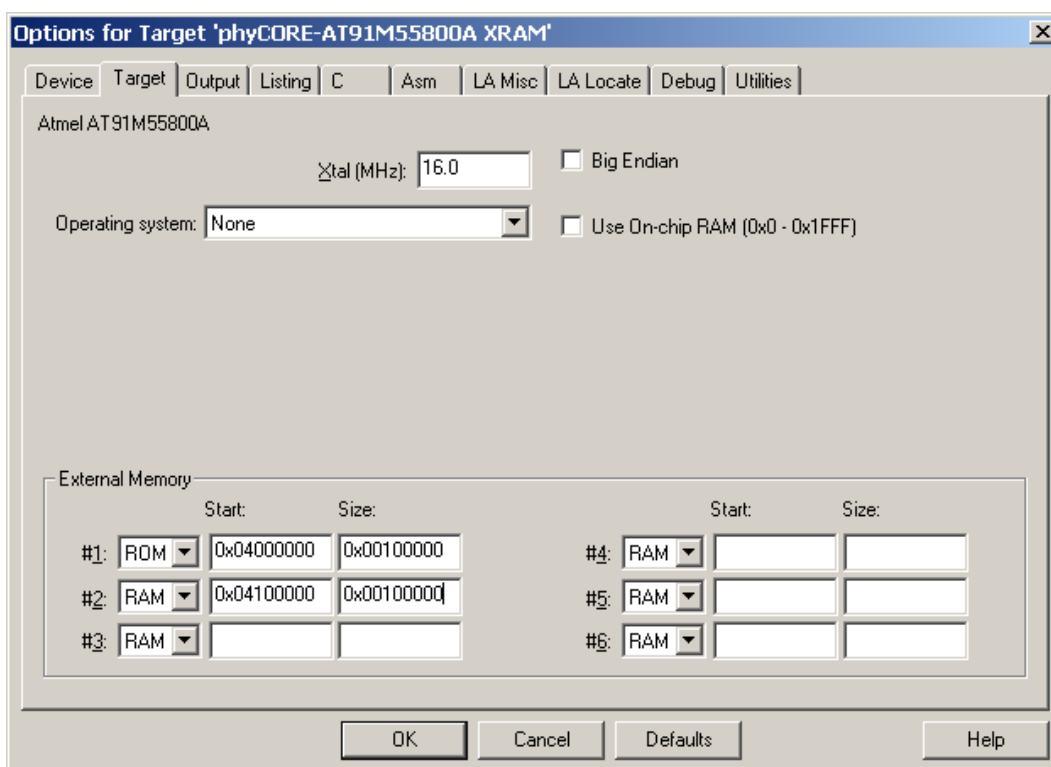 Options for Target 'phyCORE-AT91M55800A XRAM'
Device Target Output Listing C Asm LA Misc LA Locate Debug Utilities
Atmel AT91M55800A
Xtal (MHz): 16.0 Big Endian
Operating system: None Use On-chip RAM (0x0 - 0x1FFF)
External Memory
Start: Size: Start: Size:
#1: ROM 0x04000000 0x00100000 #4: RAM
#2: RAM 0x04100000 0x00100000 #5: RAM
#3: RAM #6: RAM
OK Cancel Defaults Help